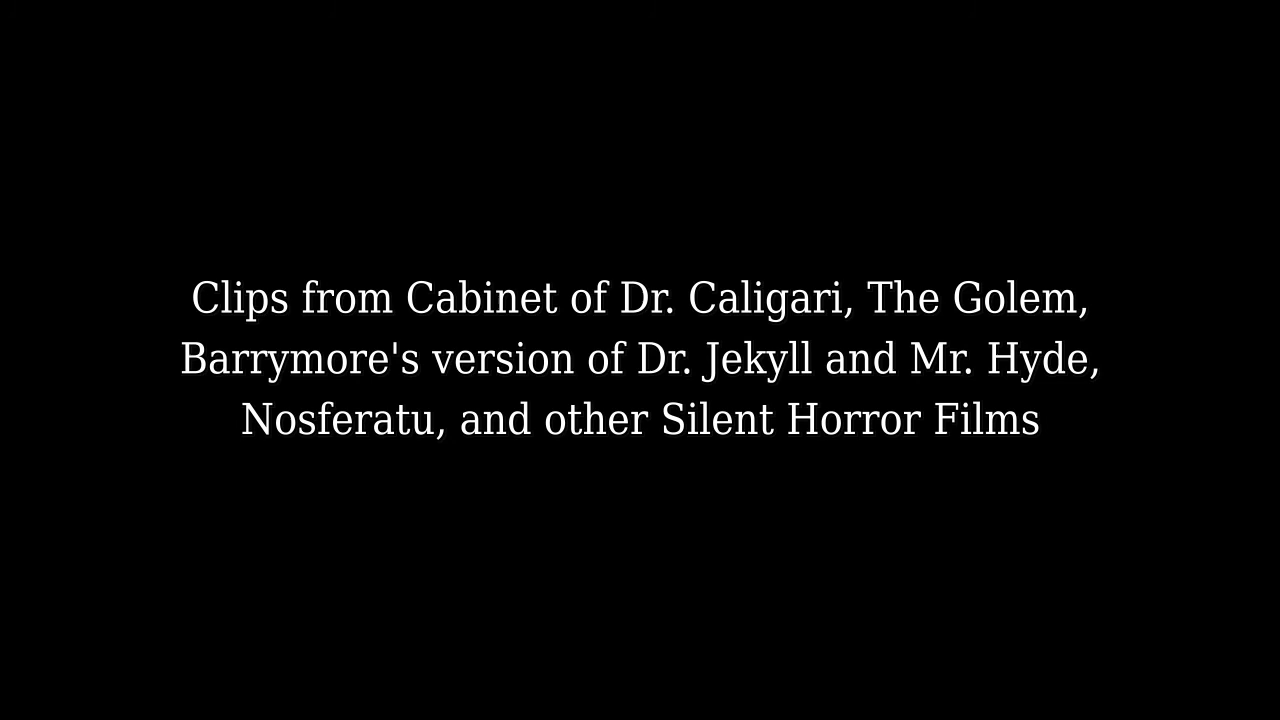 Clips from Cabinet of Dr. Caligari, The Golem,
Barrymore's version of Dr. Jekyll and Mr. Hyde,
Nosferatu, and other Silent Horror Films